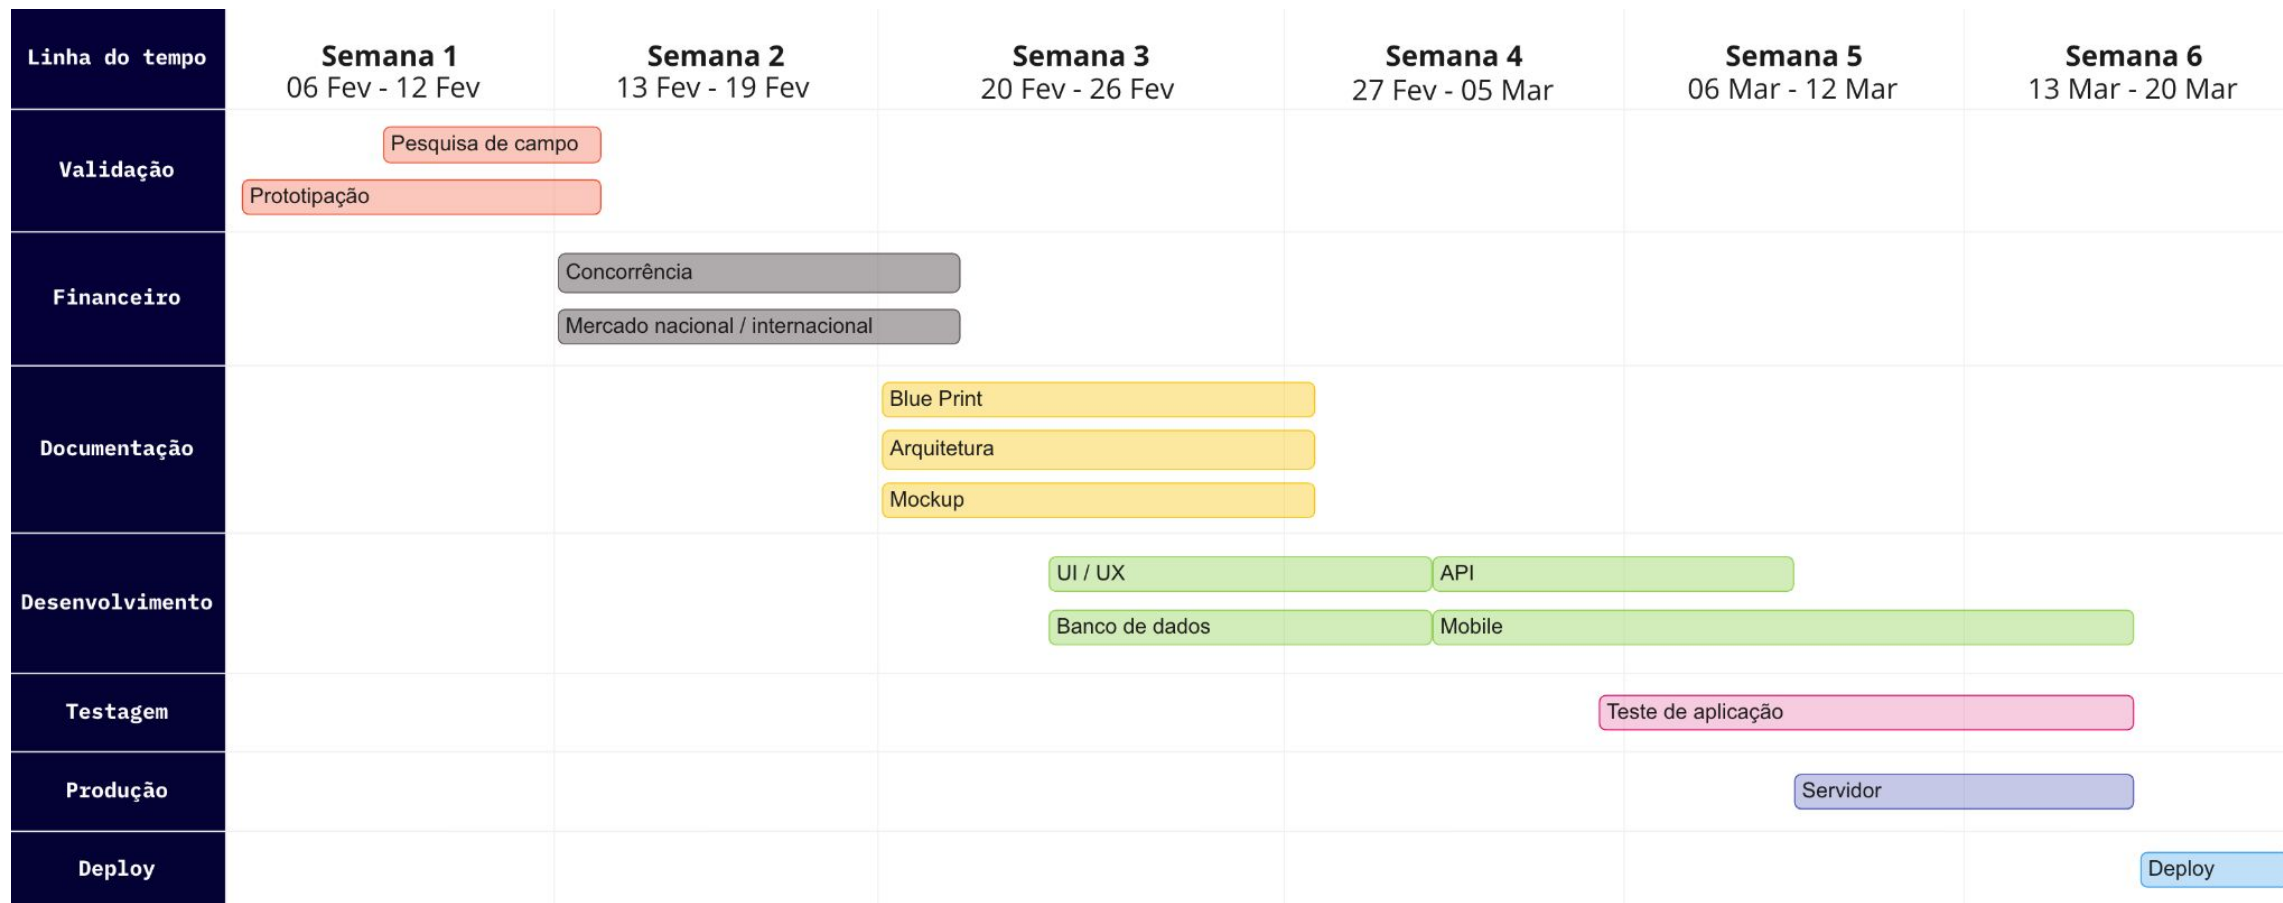 Linha do tempo
Semana 1
06 Fev - 12 Fev
Semana 2
13 Fev - 19 Fev
Semana 3
20 Fev - 26 Fev
Semana 4
27 Fev - 05 Mar
Semana 5
06 Mar - 12 Mar
Semana 6
13 Mar - 20 Mar
Validação
Pesquisa de campo
Prototipação
Financeiro
Concorrência
Mercado nacional / internacional
Documentação
Blue Print
Arquitetura
Mockup
Desenvolvimento
UI / UX
API
Banco de dados
Mobile
Testagem
Teste de aplicação
Produção
Servidor
Deploy
Deploy